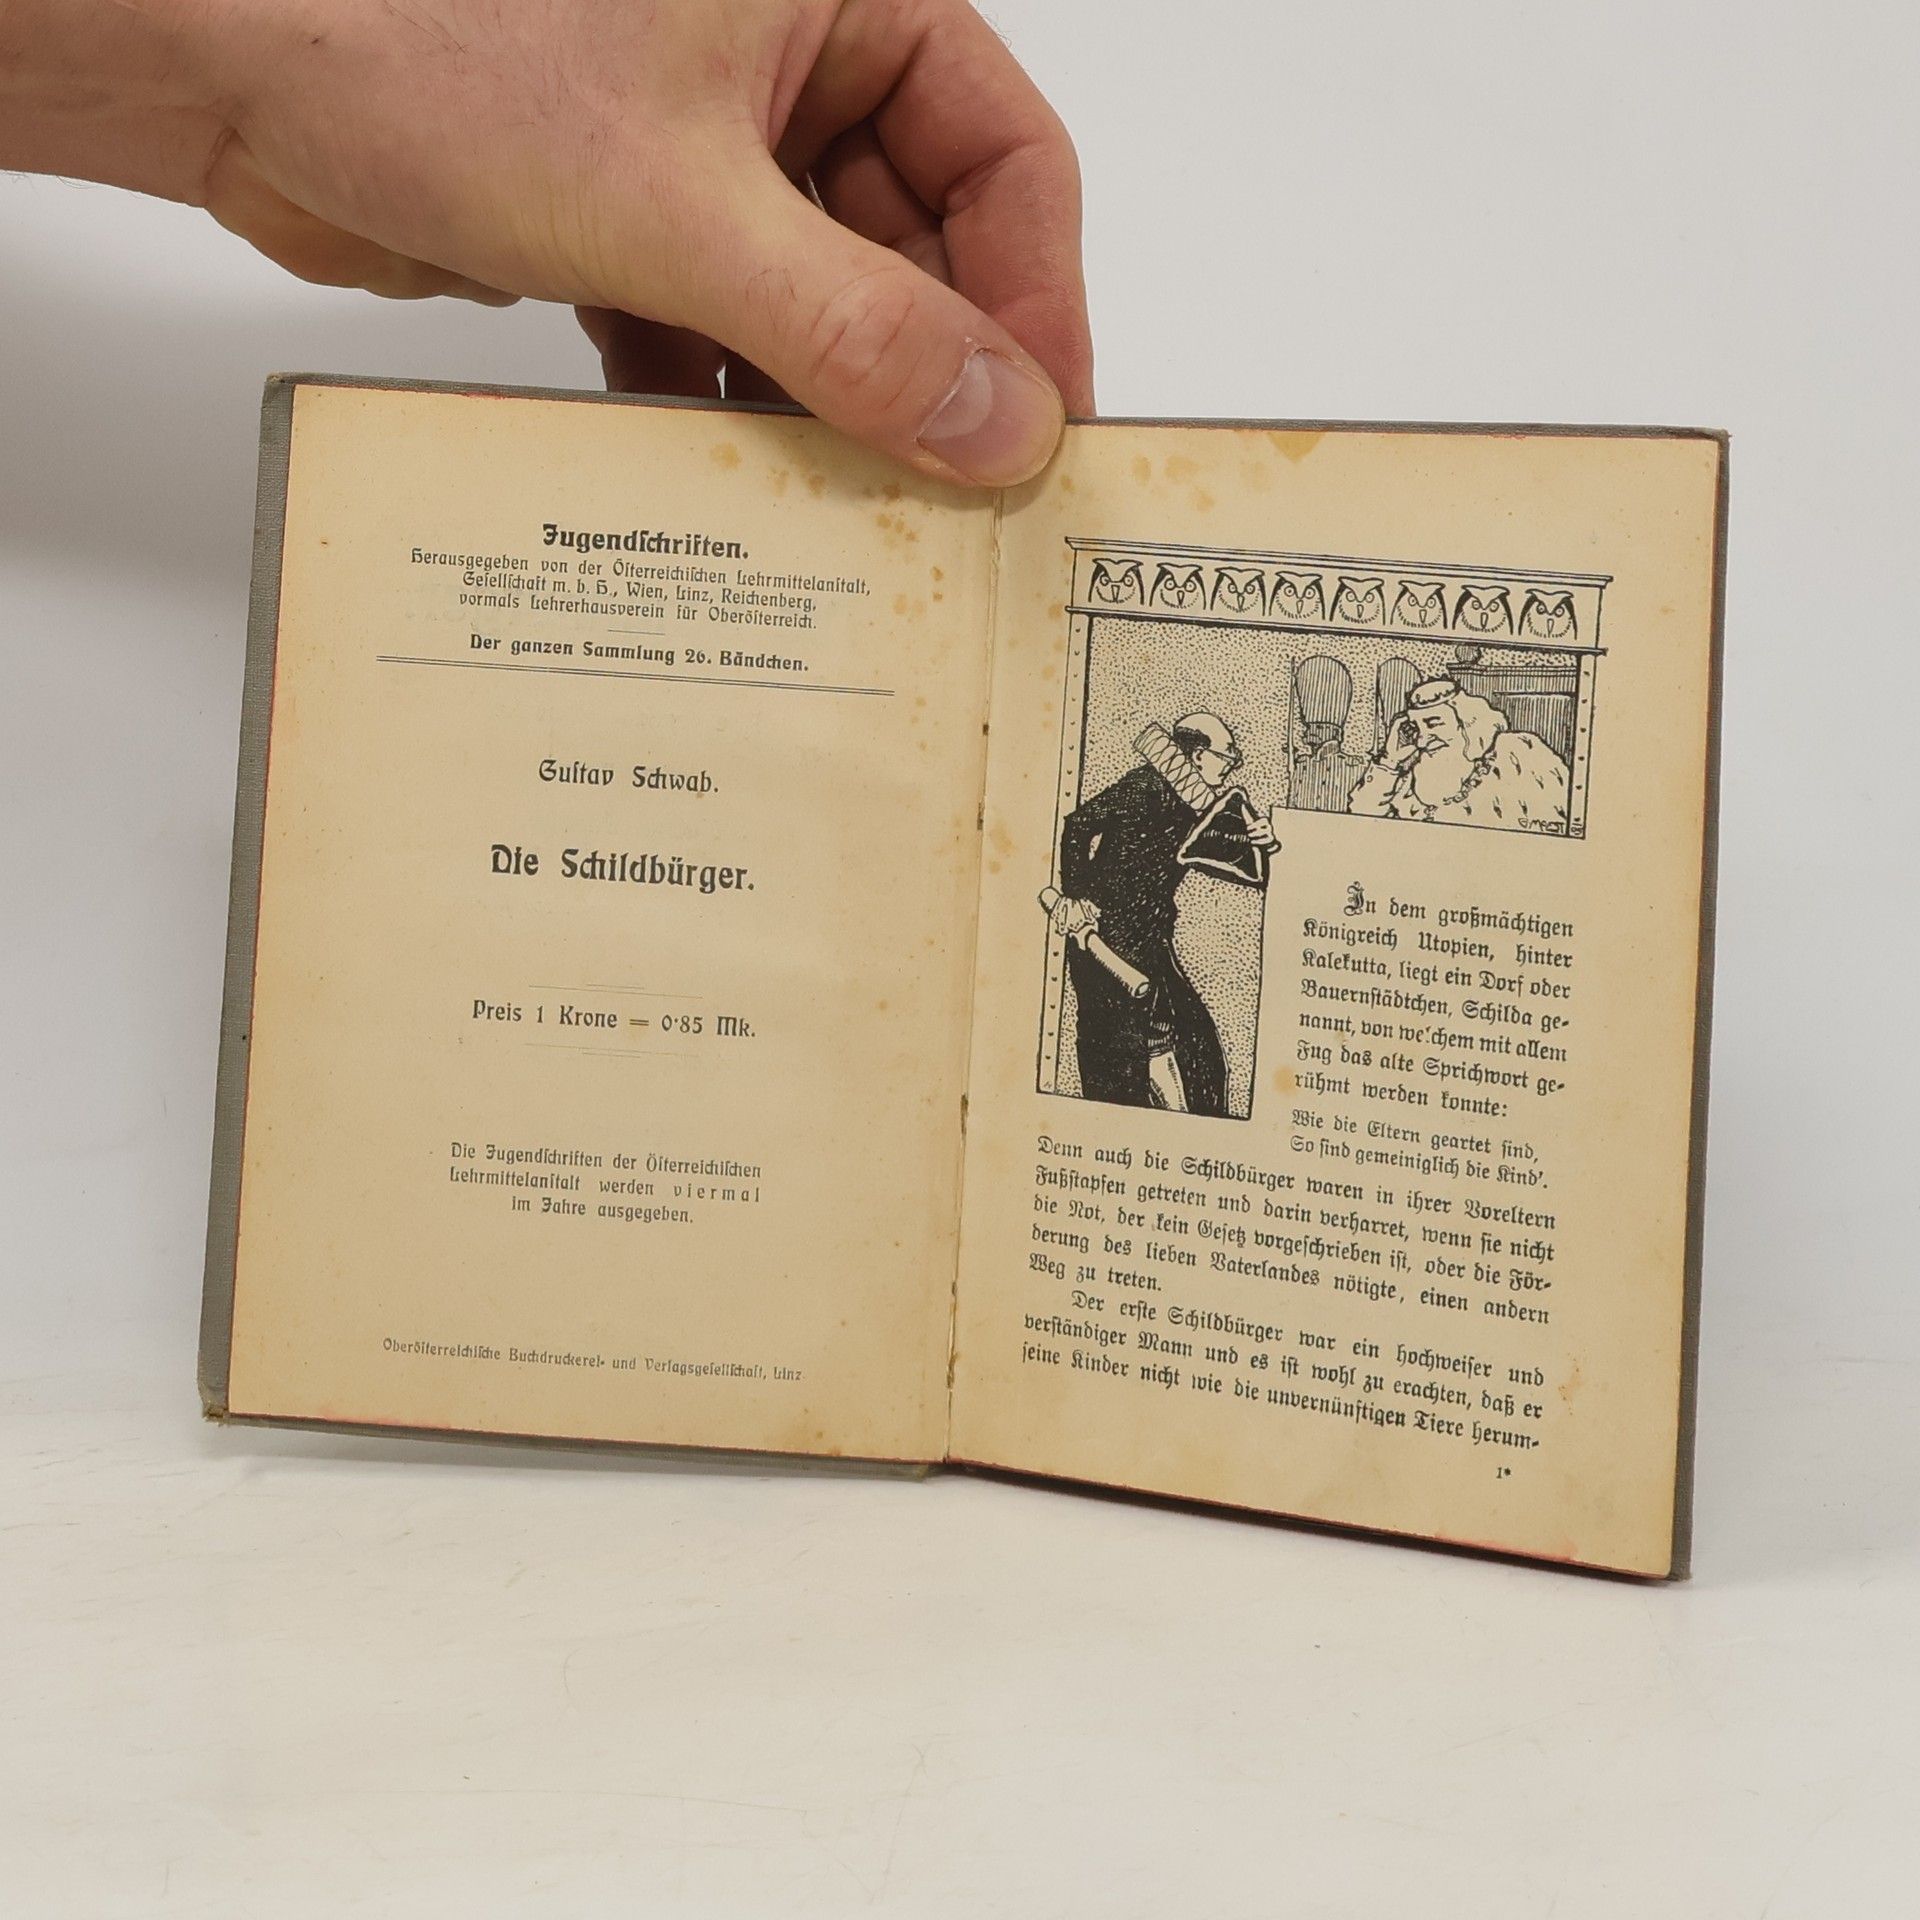 Jugendschriften.
Herausgegeben von der Österreichischen Lehrmittelanstalt,
Gesellschaft m. b. H., Wien, Linz, Reichenberg,
vormals Lehrerhausverein für Oberösterreich.
Der ganzen Sammlung 26. Bändchen.
Gustav Schwab.
Die Schildbürger.
Preis 1 Krone = 0·85 Mk.
Die Jugendschriften der Österreichischen
Lehrmittelanstalt werden viermal
im Jahre ausgegeben.
Oberösterreichische Buchdruckerei- und Verlagsgesellschaft, Linz
In dem großmächtigen
Königreich Utopien, hinter
Kalekutta, liegt ein Dorf oder
Bauernstädtchen, Schilda ge-
nannt, von welchem mit allem
Fug das alte Sprichwort ge-
rühmt werden konnte:
Wie die Eltern geartet sind,
So sind gemeiniglich die Kind'.
Denn auch die Schildbürger waren in ihrer Voreltern
Fußstapfen getreten und darin verharret, wenn sie nicht
die Not, der kein Gesetz vorgeschrieben ist, oder die För-
derung des lieben Vaterlandes nötigte, einen andern
Weg zu treten.
Der erste Schildbürger war ein hochweiser und
verständiger Mann und es ist wohl zu erachten, daß er
seine Kinder nicht wie die unvernünftigen Tiere herum-
1*